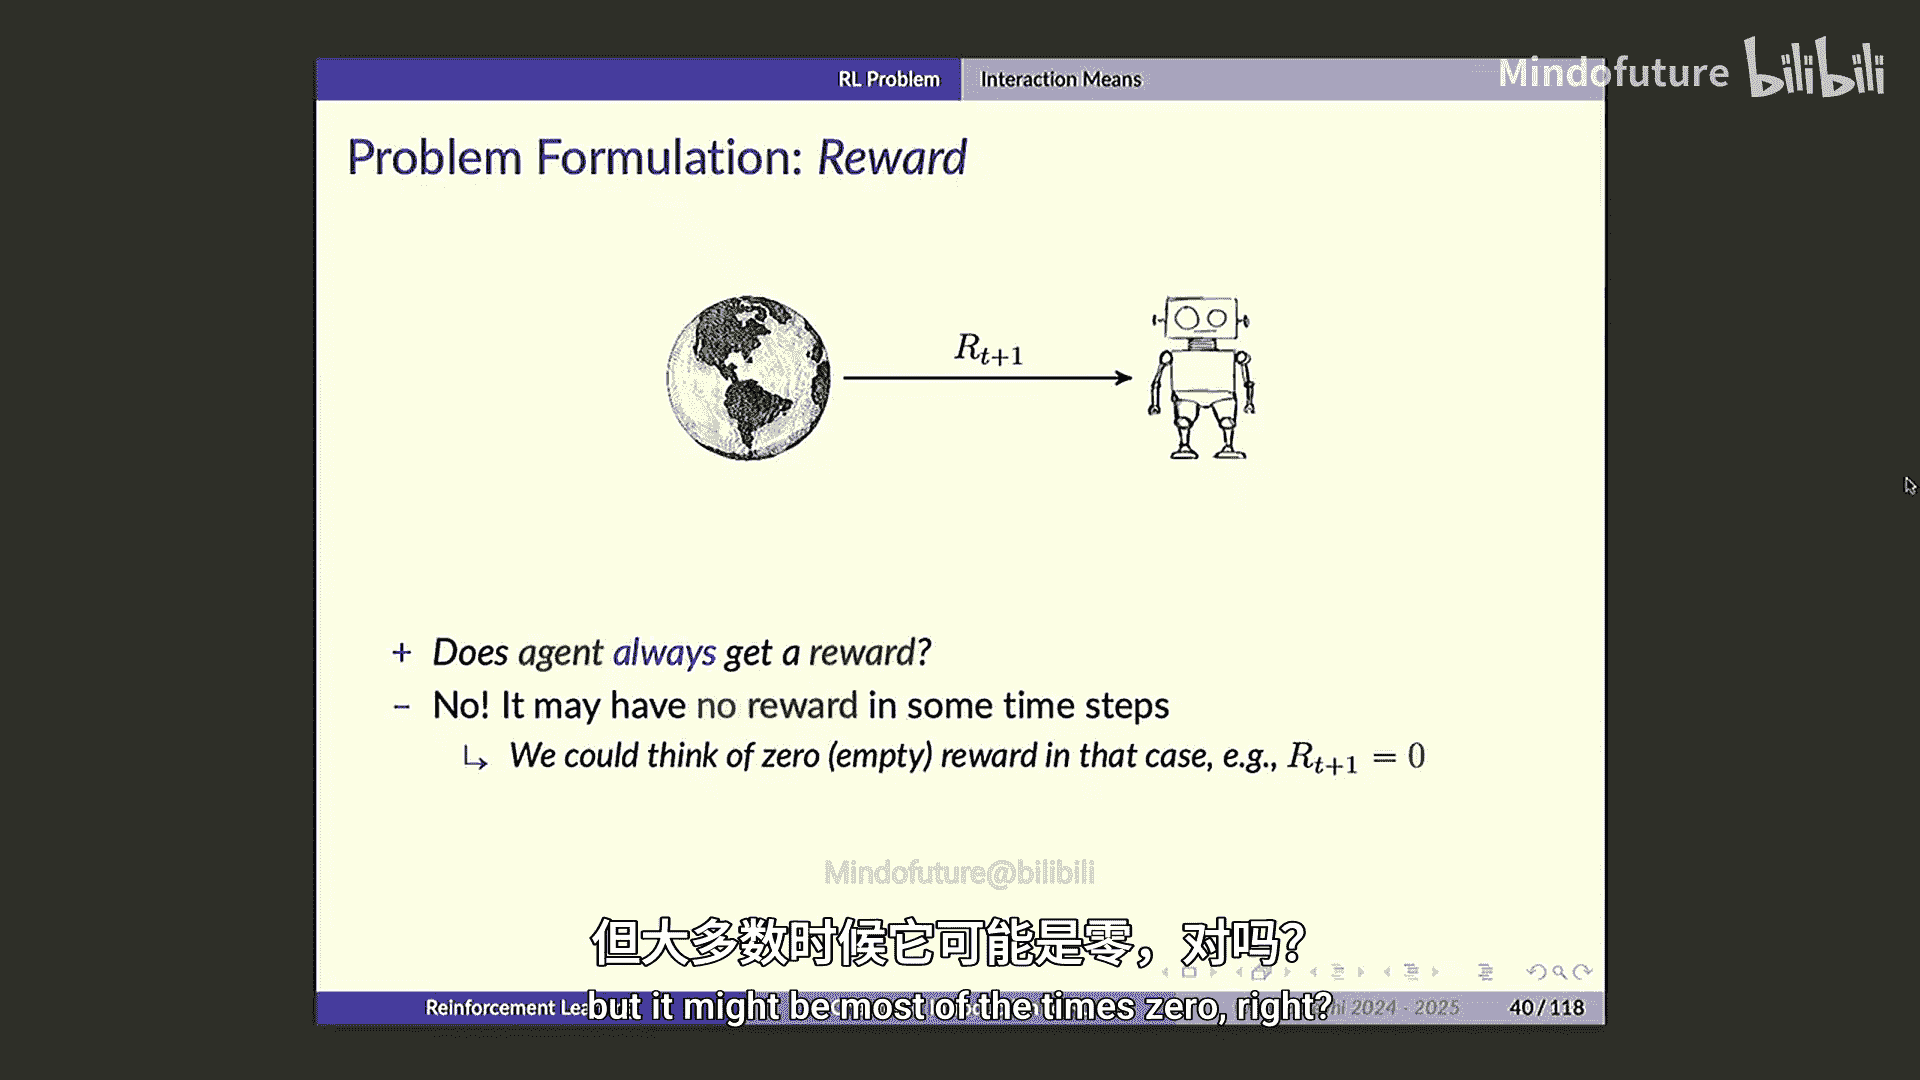 RL Problem
Interaction Means
Mindofuture bilibili
Problem Formulation: Reward
R_{t+1}
+ Does agent always get a reward?
– No! It may have no reward in some time steps
↳ We could think of zero (empty) reward in that case, e.g., R_{t+1} = 0
Mindofuture@bilibili
但大多数时候它可能是零，对吗？
but it might be most of the times zero, right?
Reinforcement
2024 - 2025
40 / 118